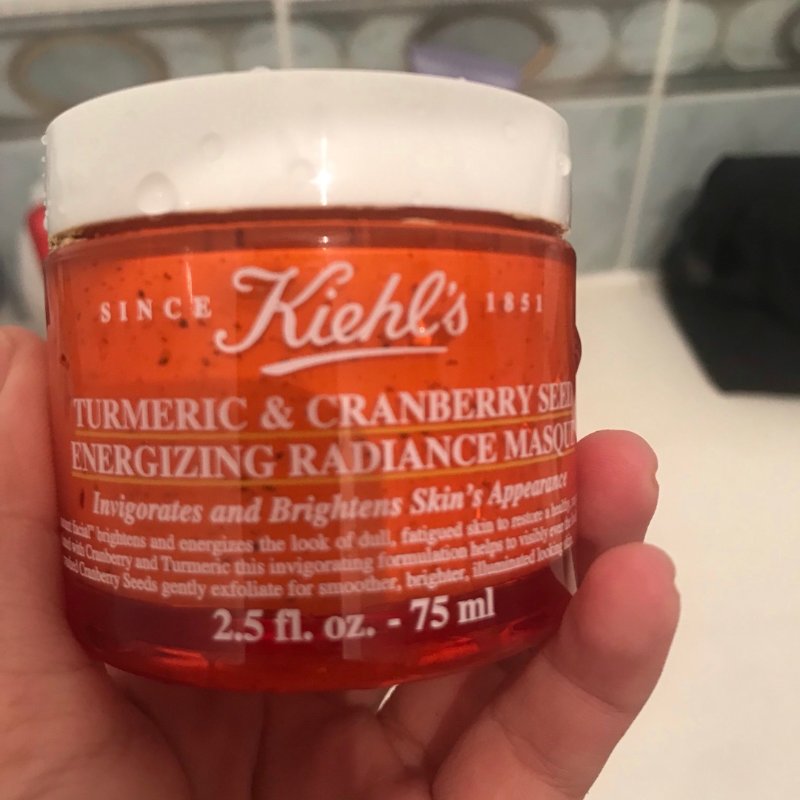 SINCE Kiehl's 1851
TURMERIC & CRANBERRY SEED
ENERGIZING RADIANCE MASQUE
Invigorates and Brightens Skin's Appearance
facial" brightens and energizes the look of dull, fatigued skin to restore a healthy,
with Cranberry and Turmeric this invigorating formulation helps to visibly even
Cranberry Seeds gently exfoliate for smoother, brighter, illuminated looking
2.5 fl. oz. - 75 ml